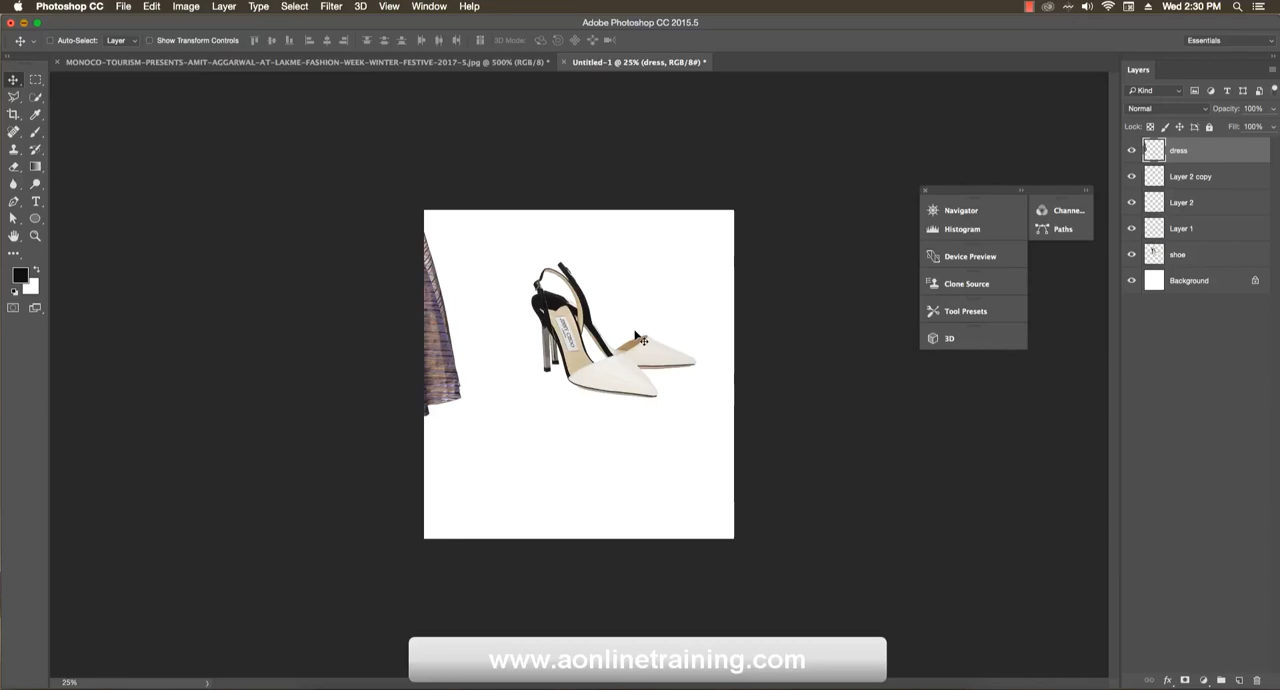 Photoshop CC File Edit Image Layer Type Select Filter 3D View Window Help Wed 2:30 PM
Adobe Photoshop CC 2015.5
Auto-Select: Layer Show Transform Controls 3D Mode: Essentials
MONOCO-TOURISM-PRESENTS-AMIT-AGGARWAL-AT-LAKME-FASHION-WEEK-WINTER-FESTIVE-2017-5.jpg @ 500% (RGB/8) * Untitled-1 @ 25% (dress, RGB/8#) *
Layers
Kind
Normal Opacity: 100%
Lock: Fill: 100%
dress
Layer 2 copy
Layer 2
Layer 1
shoe
Background
Navigator
Histogram
Device Preview
Clone Source
Tool Presets
3D
Channe...
Paths
JIMMY CHOO
25%
www.aonlinetraining.com